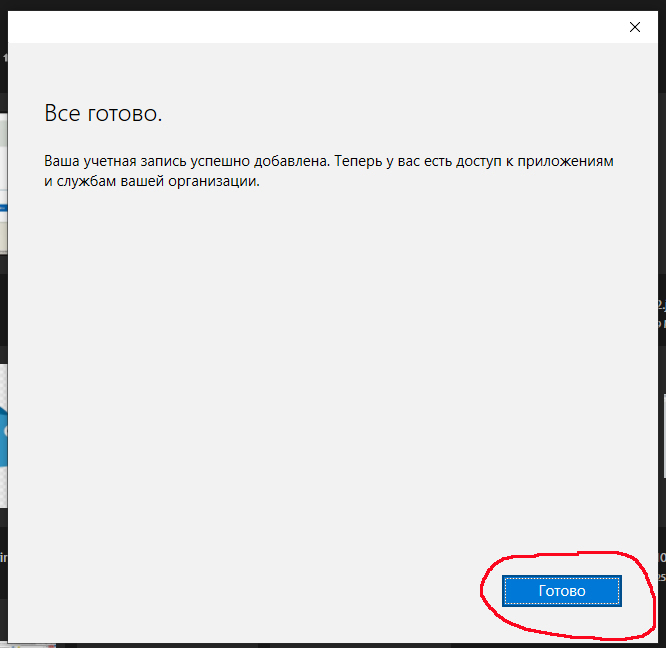 Все готово.
Ваша учетная запись успешно добавлена. Теперь у вас есть доступ к приложениям
и службам вашей организации.
Готово